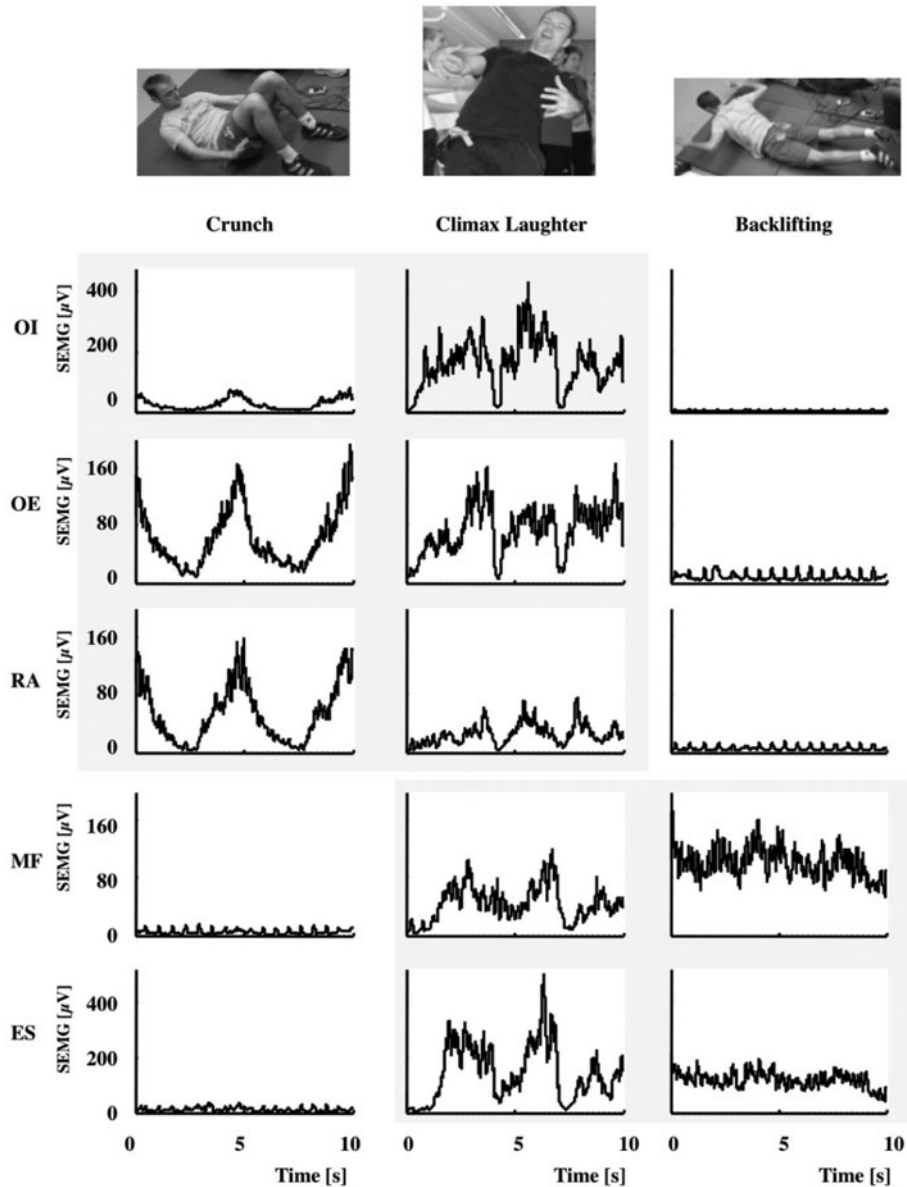 Crunch Climax Laughter Backlifting
OI
SEMG [µV]
400
200
0
OE
SEMG [µV]
160
80
0
RA
SEMG [µV]
160
80
0
MF
SEMG [µV]
160
80
0
ES
SEMG [µV]
400
200
0
0 5 10 0 5 10 0 5 10
Time [s] Time [s] Time [s]